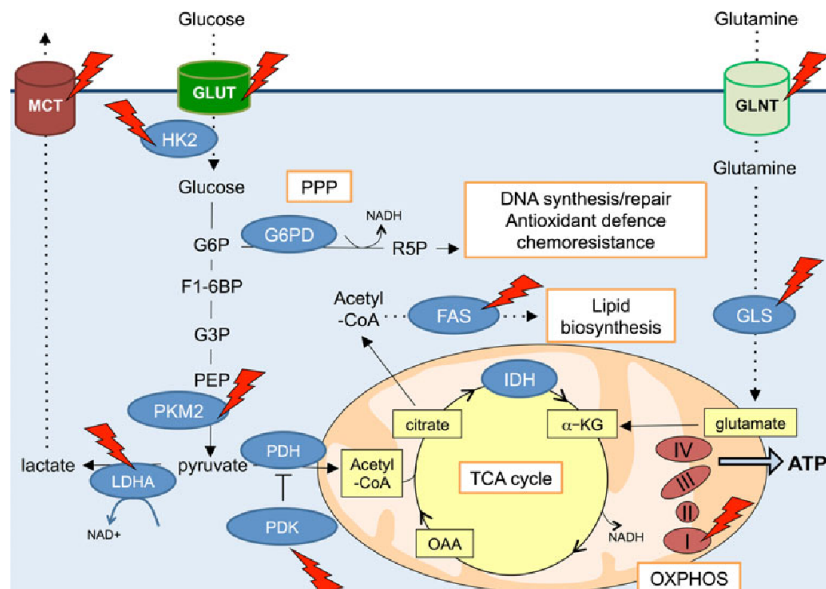 Glucose
Glutamine
MCT
GLUT
GLNT
HK2
Glucose
PPP
Glutamine
DNA synthesis/repair
Antioxidant defence
chemoresistance
NADH
G6PD
G6P
R5P
F1-6BP
Acetyl
-CoA
FAS
Lipid
biosynthesis
GLS
G3P
PEP
IDH
PKM2
citrate
α-KG
glutamate
PDH
IV
lactate
pyruvate
Acetyl
-CoA
TCA cycle
III
ATP
LDHA
II
NAD+
PDK
OAA
NADH
I
OXPHOS